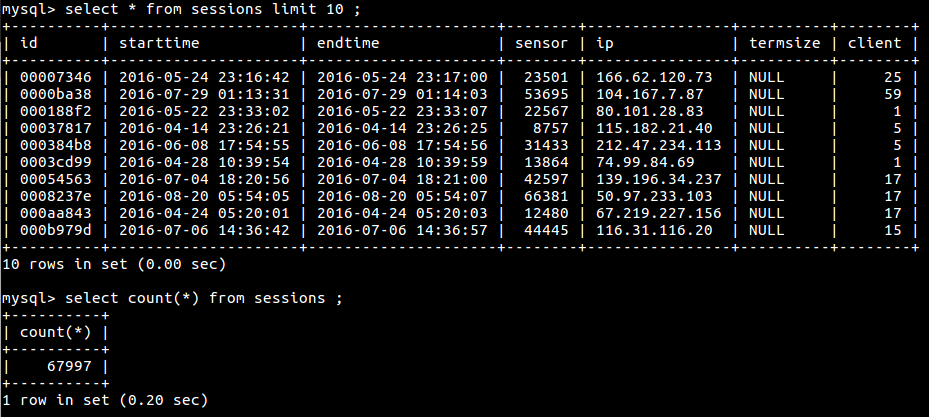 mysql> select * from sessions limit 10 ;
+----------+---------------------+---------------------+--------+----------------+----------+--------+
| id       | starttime           | endtime             | sensor | ip             | termsize | client |
+----------+---------------------+---------------------+--------+----------------+----------+--------+
| 00007346 | 2016-05-24 23:16:42 | 2016-05-24 23:17:00 |  23501 | 166.62.120.73  | NULL     |     25 |
| 0000ba38 | 2016-07-29 01:13:31 | 2016-07-29 01:14:03 |  53695 | 104.167.7.87   | NULL     |     59 |
| 000188f2 | 2016-05-22 23:33:02 | 2016-05-22 23:33:07 |  22567 | 80.101.28.83   | NULL     |      1 |
| 00037817 | 2016-04-14 23:26:21 | 2016-04-14 23:26:25 |   8757 | 115.182.21.40  | NULL     |      5 |
| 000384b8 | 2016-06-08 17:54:55 | 2016-06-08 17:54:56 |  31433 | 212.47.234.113 | NULL     |      5 |
| 0003cd99 | 2016-04-28 10:39:54 | 2016-04-28 10:39:59 |  13864 | 74.99.84.69    | NULL     |      1 |
| 00054563 | 2016-07-04 18:20:56 | 2016-07-04 18:21:00 |  42597 | 139.196.34.237 | NULL     |     17 |
| 0008237e | 2016-08-20 05:54:05 | 2016-08-20 05:54:07 |  66381 | 50.97.233.103  | NULL     |     17 |
| 000aa843 | 2016-04-24 05:20:01 | 2016-04-24 05:20:03 |  12480 | 67.219.227.156 | NULL     |     17 |
| 000b979d | 2016-07-06 14:36:42 | 2016-07-06 14:36:57 |  44445 | 116.31.116.20  | NULL     |     15 |
+----------+---------------------+---------------------+--------+----------------+----------+--------+
10 rows in set (0.00 sec)

mysql> select count(*) from sessions ;
+----------+
| count(*) |
+----------+
|    67997 |
+----------+
1 row in set (0.20 sec)